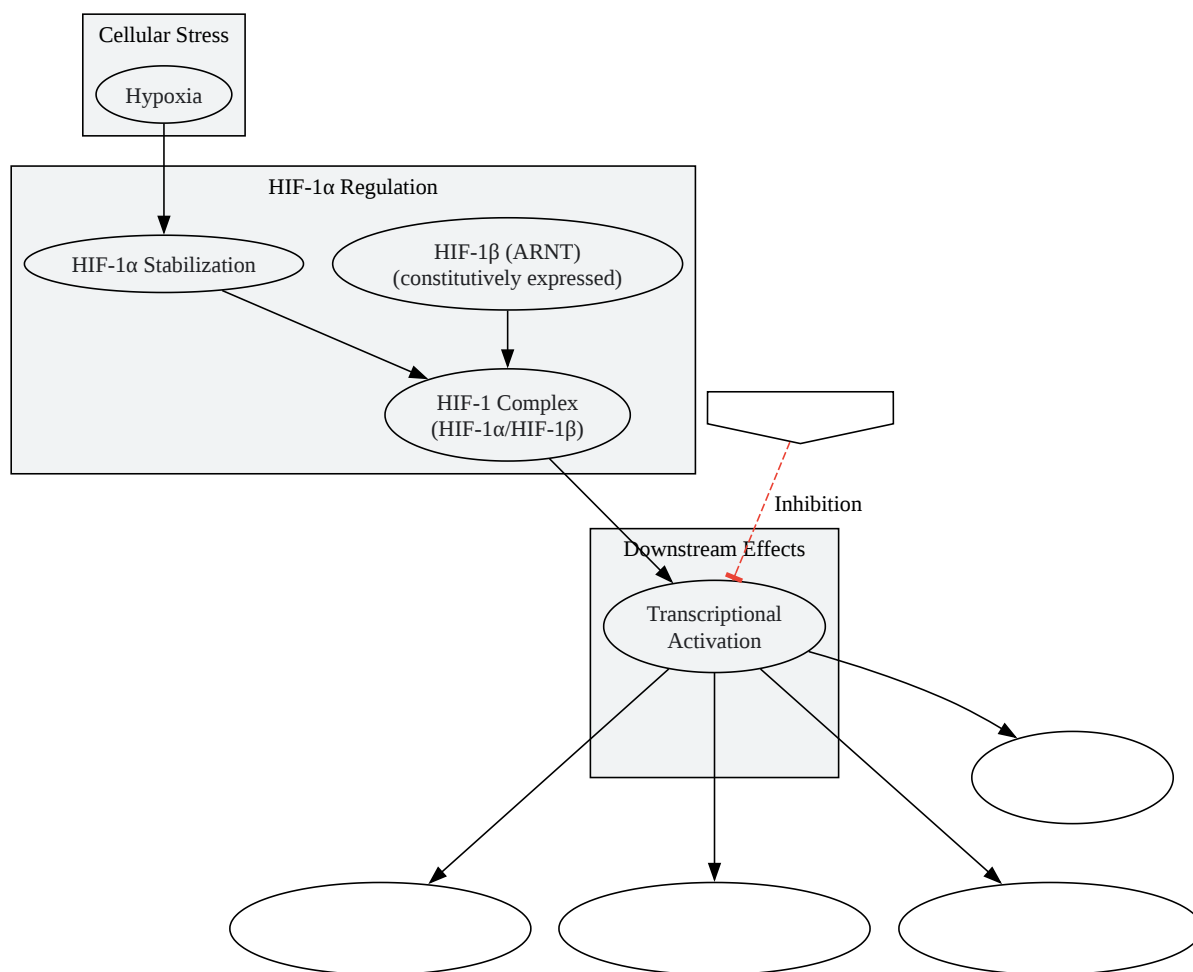 Cellular Stress
Hypoxia
HIF-1α Regulation
HIF-1α Stabilization
HIF-1β (ARNT)
(constitutively expressed)
HIF-1 Complex
(HIF-1α/HIF-1β)
Inhibition
Downstream Effects
Transcriptional
Activation